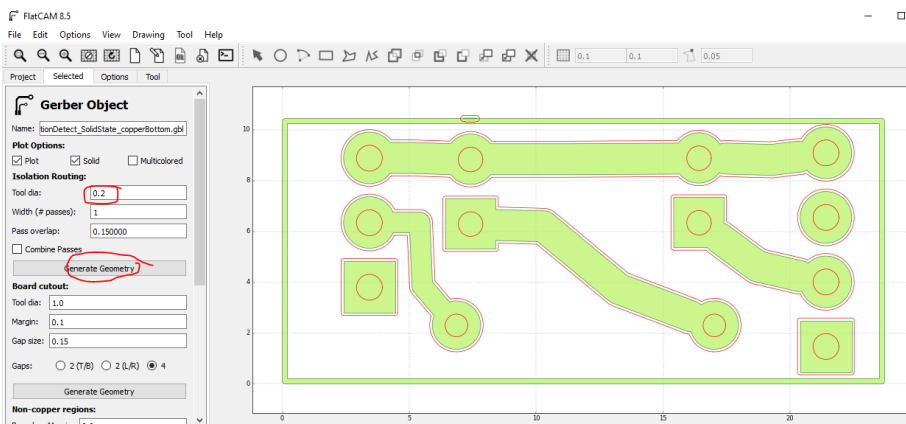 FlatCAM 8.5
File Edit Options View Drawing Tool Help
0.1 0.1 0.05
Project Selected Options Tool
Gerber Object
Name: tionDetect_SolidState_copperBottom.gbl
Plot Options:
Plot Solid Multicolored
Isolation Routing:
Tool dia: 0.2
Width (# passes): 1
Pass overlap: 0.150000
Combine Passes
Generate Geometry
Board cutout:
Tool dia: 1.0
Margin: 0.1
Gap size: 0.15
Gaps: 2 (T/B) 2 (L/R) 4
Generate Geometry
Non-copper regions:
10
8
6
4
2
0
0 5 10 15 20